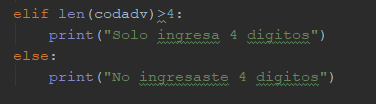 elif len(codadv)>4:
    print("Solo ingresa 4 digitos")
else:
    print("No ingresaste 4 digitos")